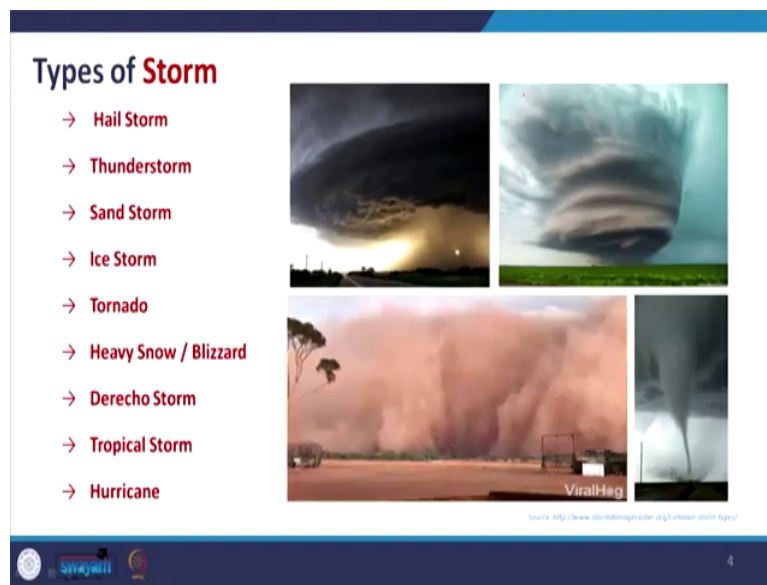 Types of Storm
→ Hail Storm
→ Thunderstorm
→ Sand Storm
→ Ice Storm
→ Tornado
→ Heavy Snow / Blizzard
→ Derecho Storm
→ Tropical Storm
→ Hurricane
ViralHog
Source: http://www.stormdamagecenter.org/common-storm-types/
swayam
4